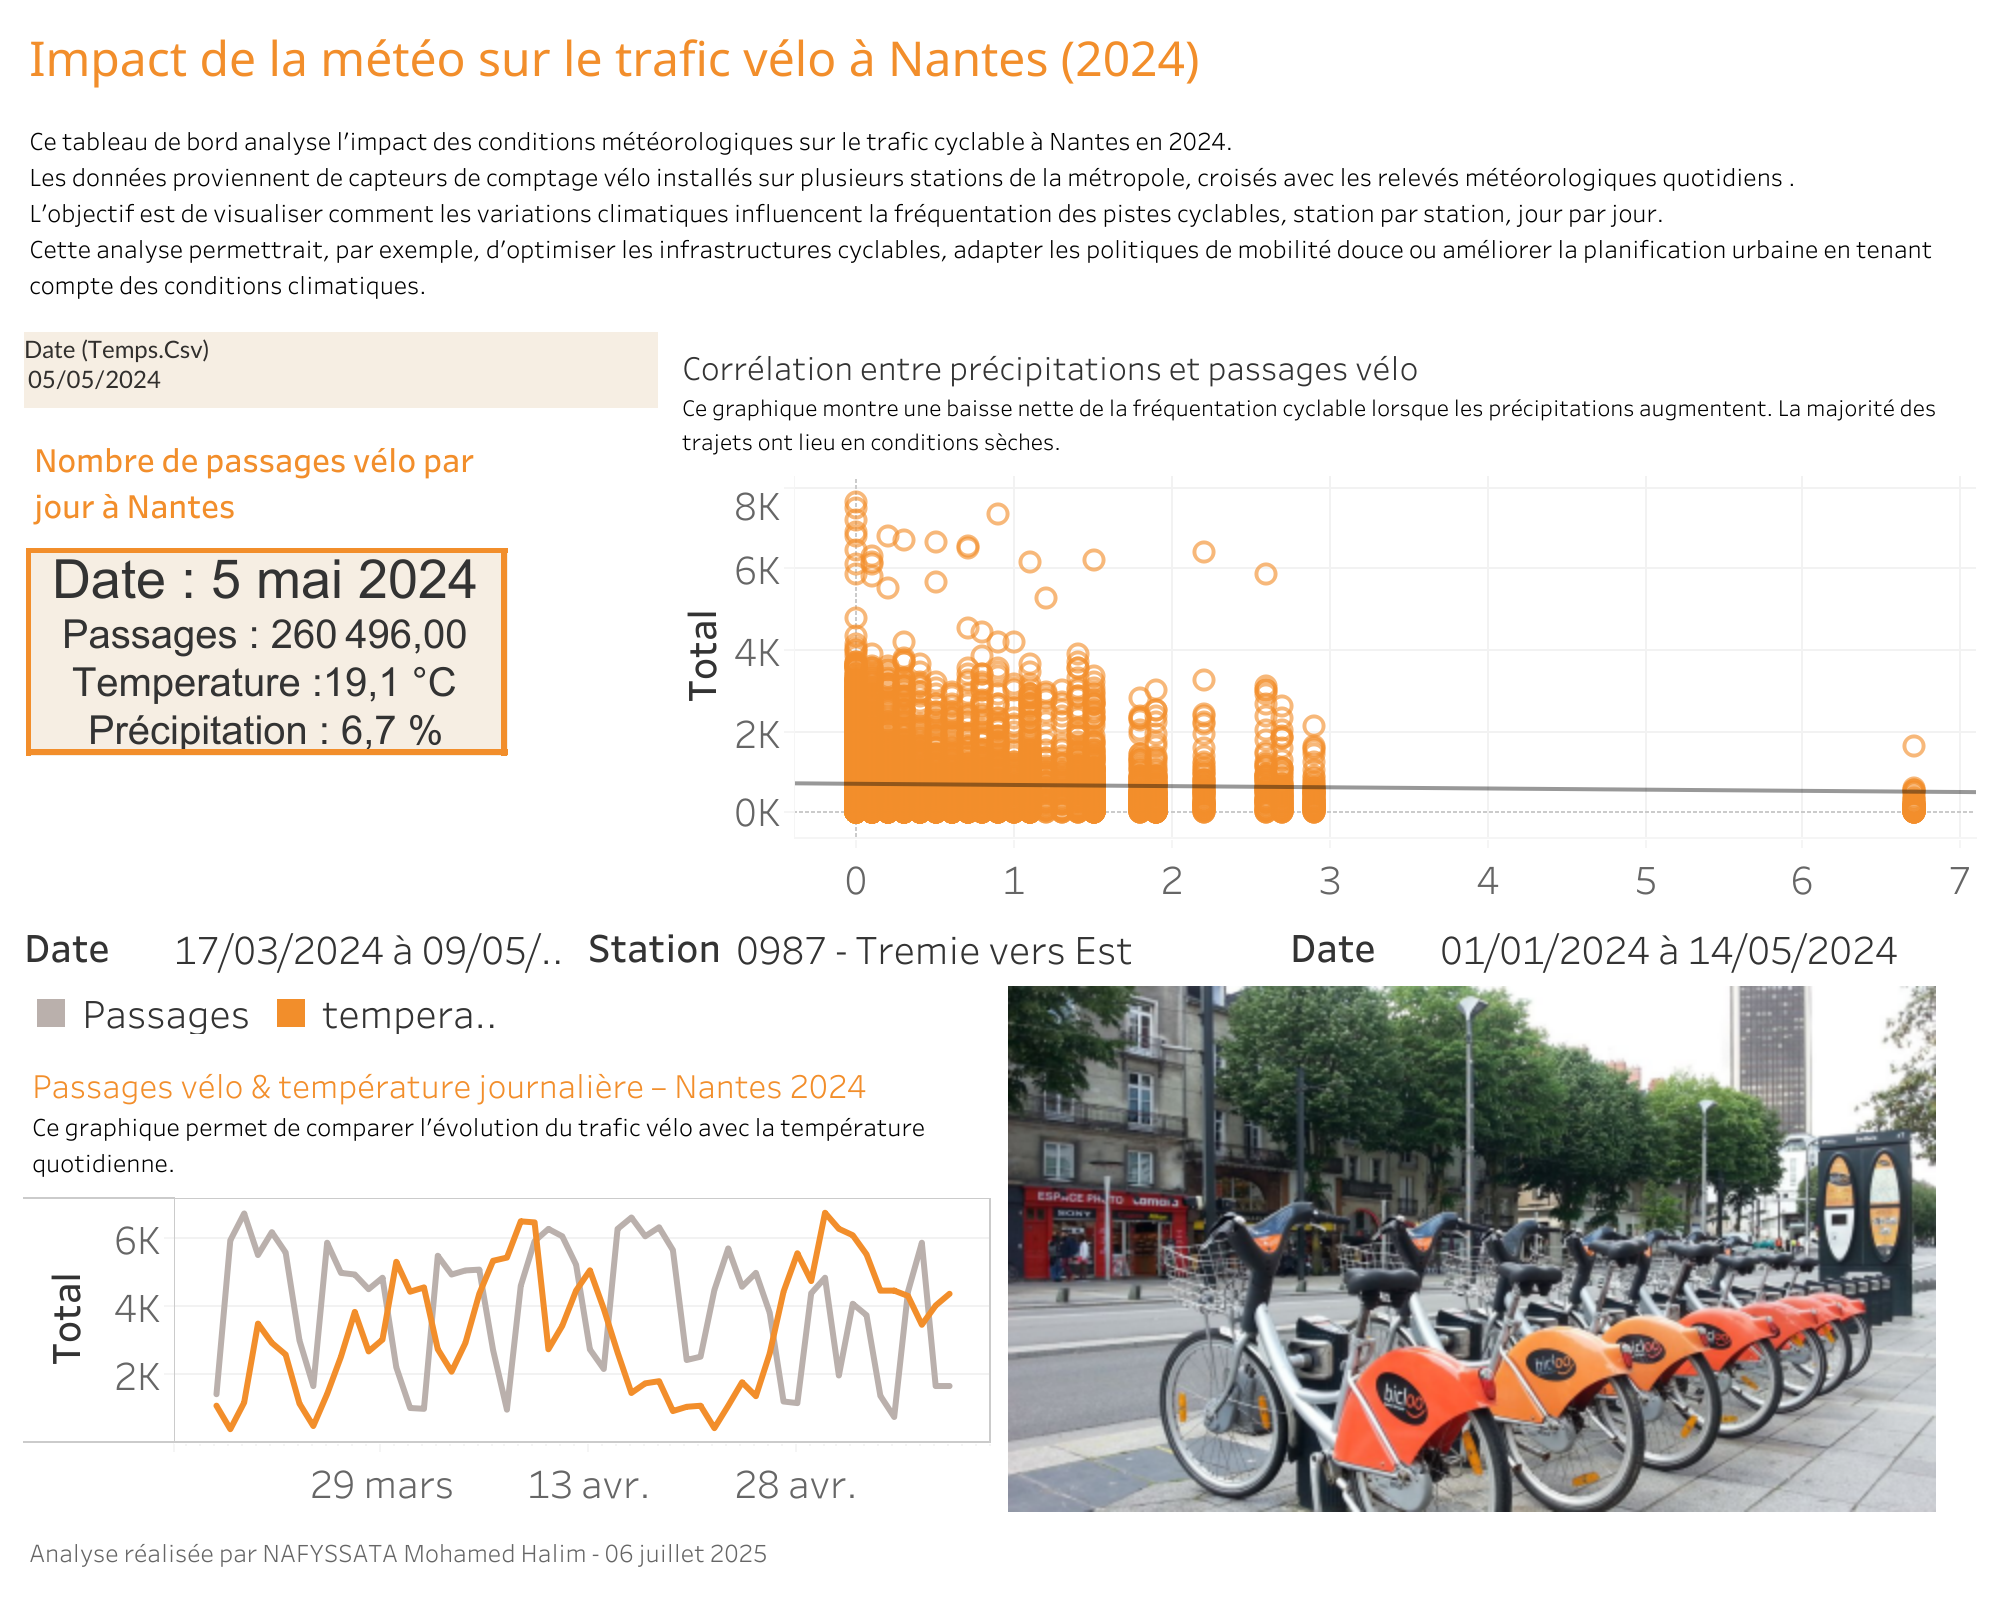 Impact de la météo sur le trafic vélo à Nantes (2024)
Ce tableau de bord analyse l’impact des conditions météorologiques sur le trafic cyclable à Nantes en 2024.
Les données proviennent de capteurs de comptage vélo installés sur plusieurs stations de la métropole, croisés avec les relevés météorologiques quotidiens .
L’objectif est de visualiser comment les variations climatiques influencent la fréquentation des pistes cyclables, station par station, jour par jour.
Cette analyse permettrait, par exemple, d’optimiser les infrastructures cyclables, adapter les politiques de mobilité douce ou améliorer la planification urbaine en tenant
compte des conditions climatiques.
Date (Temps.Csv)
05/05/2024
Nombre de passages vélo par
jour à Nantes
Date : 5 mai 2024
Passages : 260 496,00
Temperature :19,1 °C
Précipitation : 6,7 %
Corrélation entre précipitations et passages vélo
Ce graphique montre une baisse nette de la fréquentation cyclable lorsque les précipitations augmentent. La majorité des
trajets ont lieu en conditions sèches.
Total
8K
6K
4K
2K
0K
0 1 2 3 4 5 6 7
Date 17/03/2024 à 09/05/.. Station 0987 - Tremie vers Est Date 01/01/2024 à 14/05/2024
Passages tempera..
Passages vélo & température journalière – Nantes 2024
Ce graphique permet de comparer l’évolution du trafic vélo avec la température
quotidienne.
Total
6K
4K
2K
29 mars 13 avr. 28 avr.
ESPACE PHOTO camara
SONY
bicloo
bicloo
bicloo
Analyse réalisée par NAFYSSATA Mohamed Halim - 06 juillet 2025